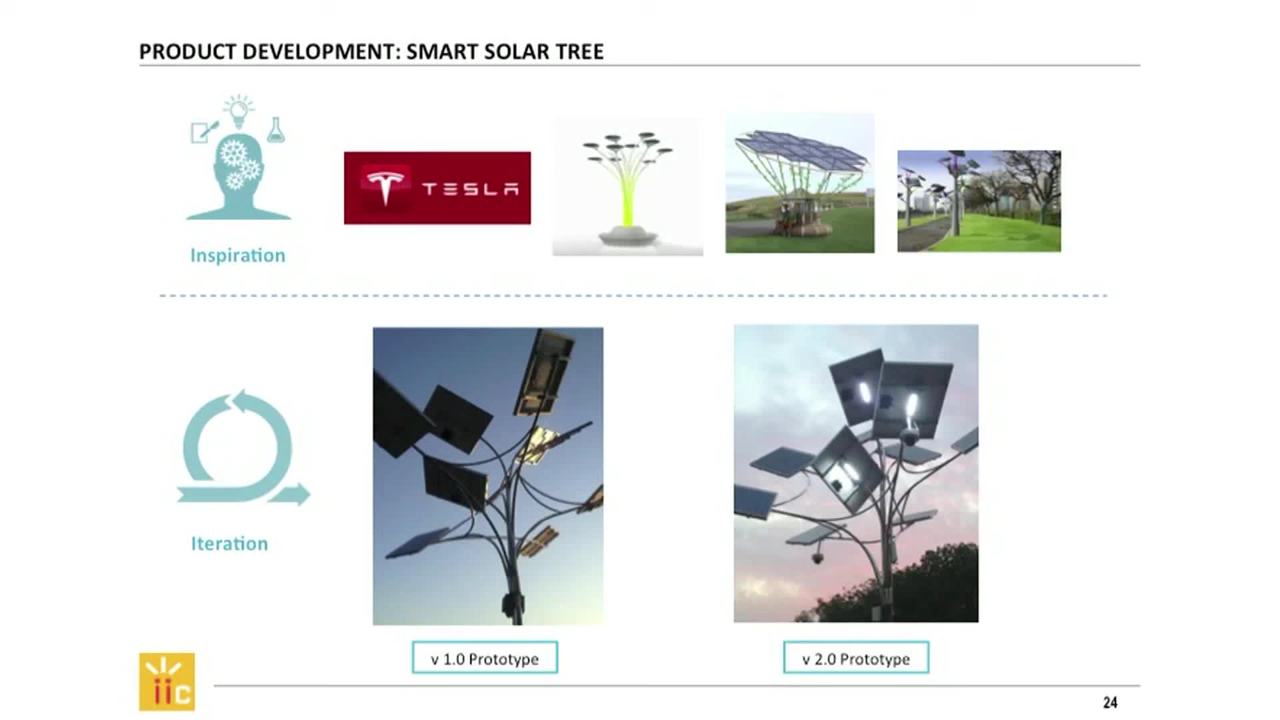 PRODUCT DEVELOPMENT: SMART SOLAR TREE
TESLA
Inspiration
Iteration
v 1.0 Prototype
v 2.0 Prototype
iic
24